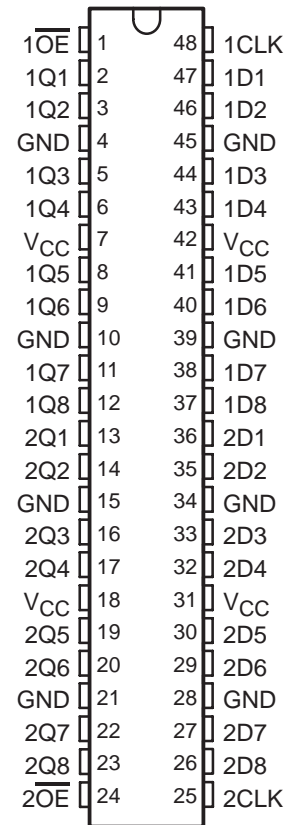 1O̅E̅ 1 48 1CLK
1Q1 2 47 1D1
1Q2 3 46 1D2
GND 4 45 GND
1Q3 5 44 1D3
1Q4 6 43 1D4
VCC 7 42 VCC
1Q5 8 41 1D5
1Q6 9 40 1D6
GND 10 39 GND
1Q7 11 38 1D7
1Q8 12 37 1D8
2Q1 13 36 2D1
2Q2 14 35 2D2
GND 15 34 GND
2Q3 16 33 2D3
2Q4 17 32 2D4
VCC 18 31 VCC
2Q5 19 30 2D5
2Q6 20 29 2D6
GND 21 28 GND
2Q7 22 27 2D7
2Q8 23 26 2D8
2O̅E̅ 24 25 2CLK